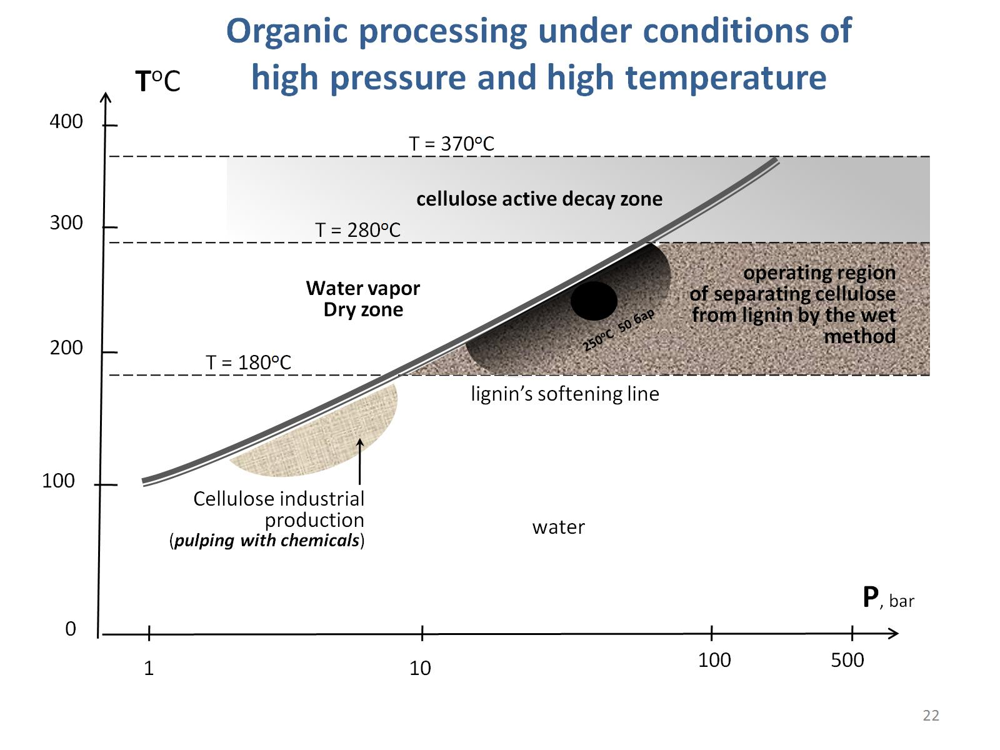 Organic processing under conditions of
high pressure and high temperature
T°C
400
T = 370°C
cellulose active decay zone
300
T = 280°C
operating region
of separating cellulose
from lignin by the wet
method
Water vapor
Dry zone
250°C 50 бар
200
T = 180°C
lignin’s softening line
100
Cellulose industrial
production
(pulping with chemicals)
water
P, bar
0
1
10
100
500
22